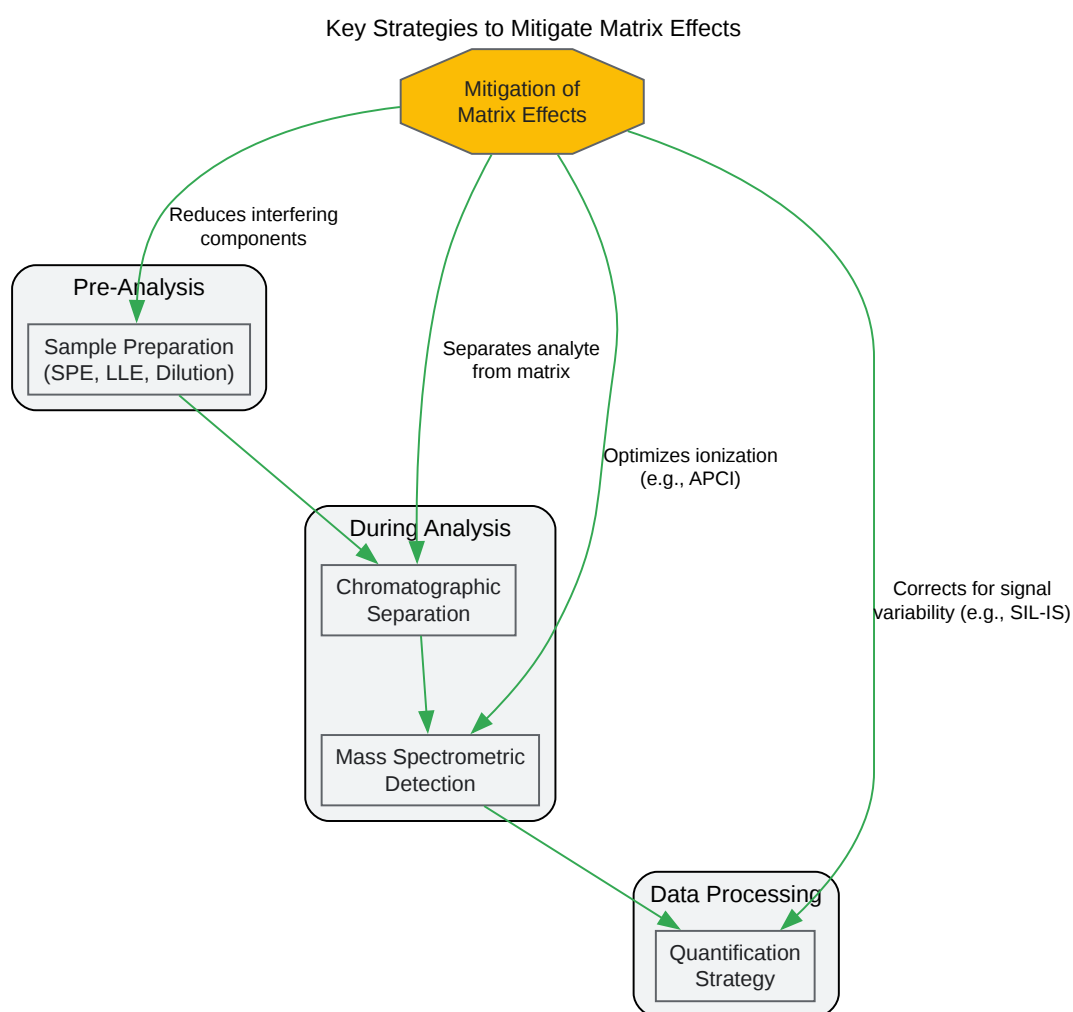 Key Strategies to Mitigate Matrix Effects
Mitigation of
Matrix Effects
Reduces interfering
components
Pre-Analysis
Sample Preparation
(SPE, LLE, Dilution)
Separates analyte
from matrix
Optimizes ionization
(e.g., APCI)
During Analysis
Chromatographic
Separation
Corrects for signal
variability (e.g., SIL-IS)
Mass Spectrometric
Detection
Data Processing
Quantification
Strategy